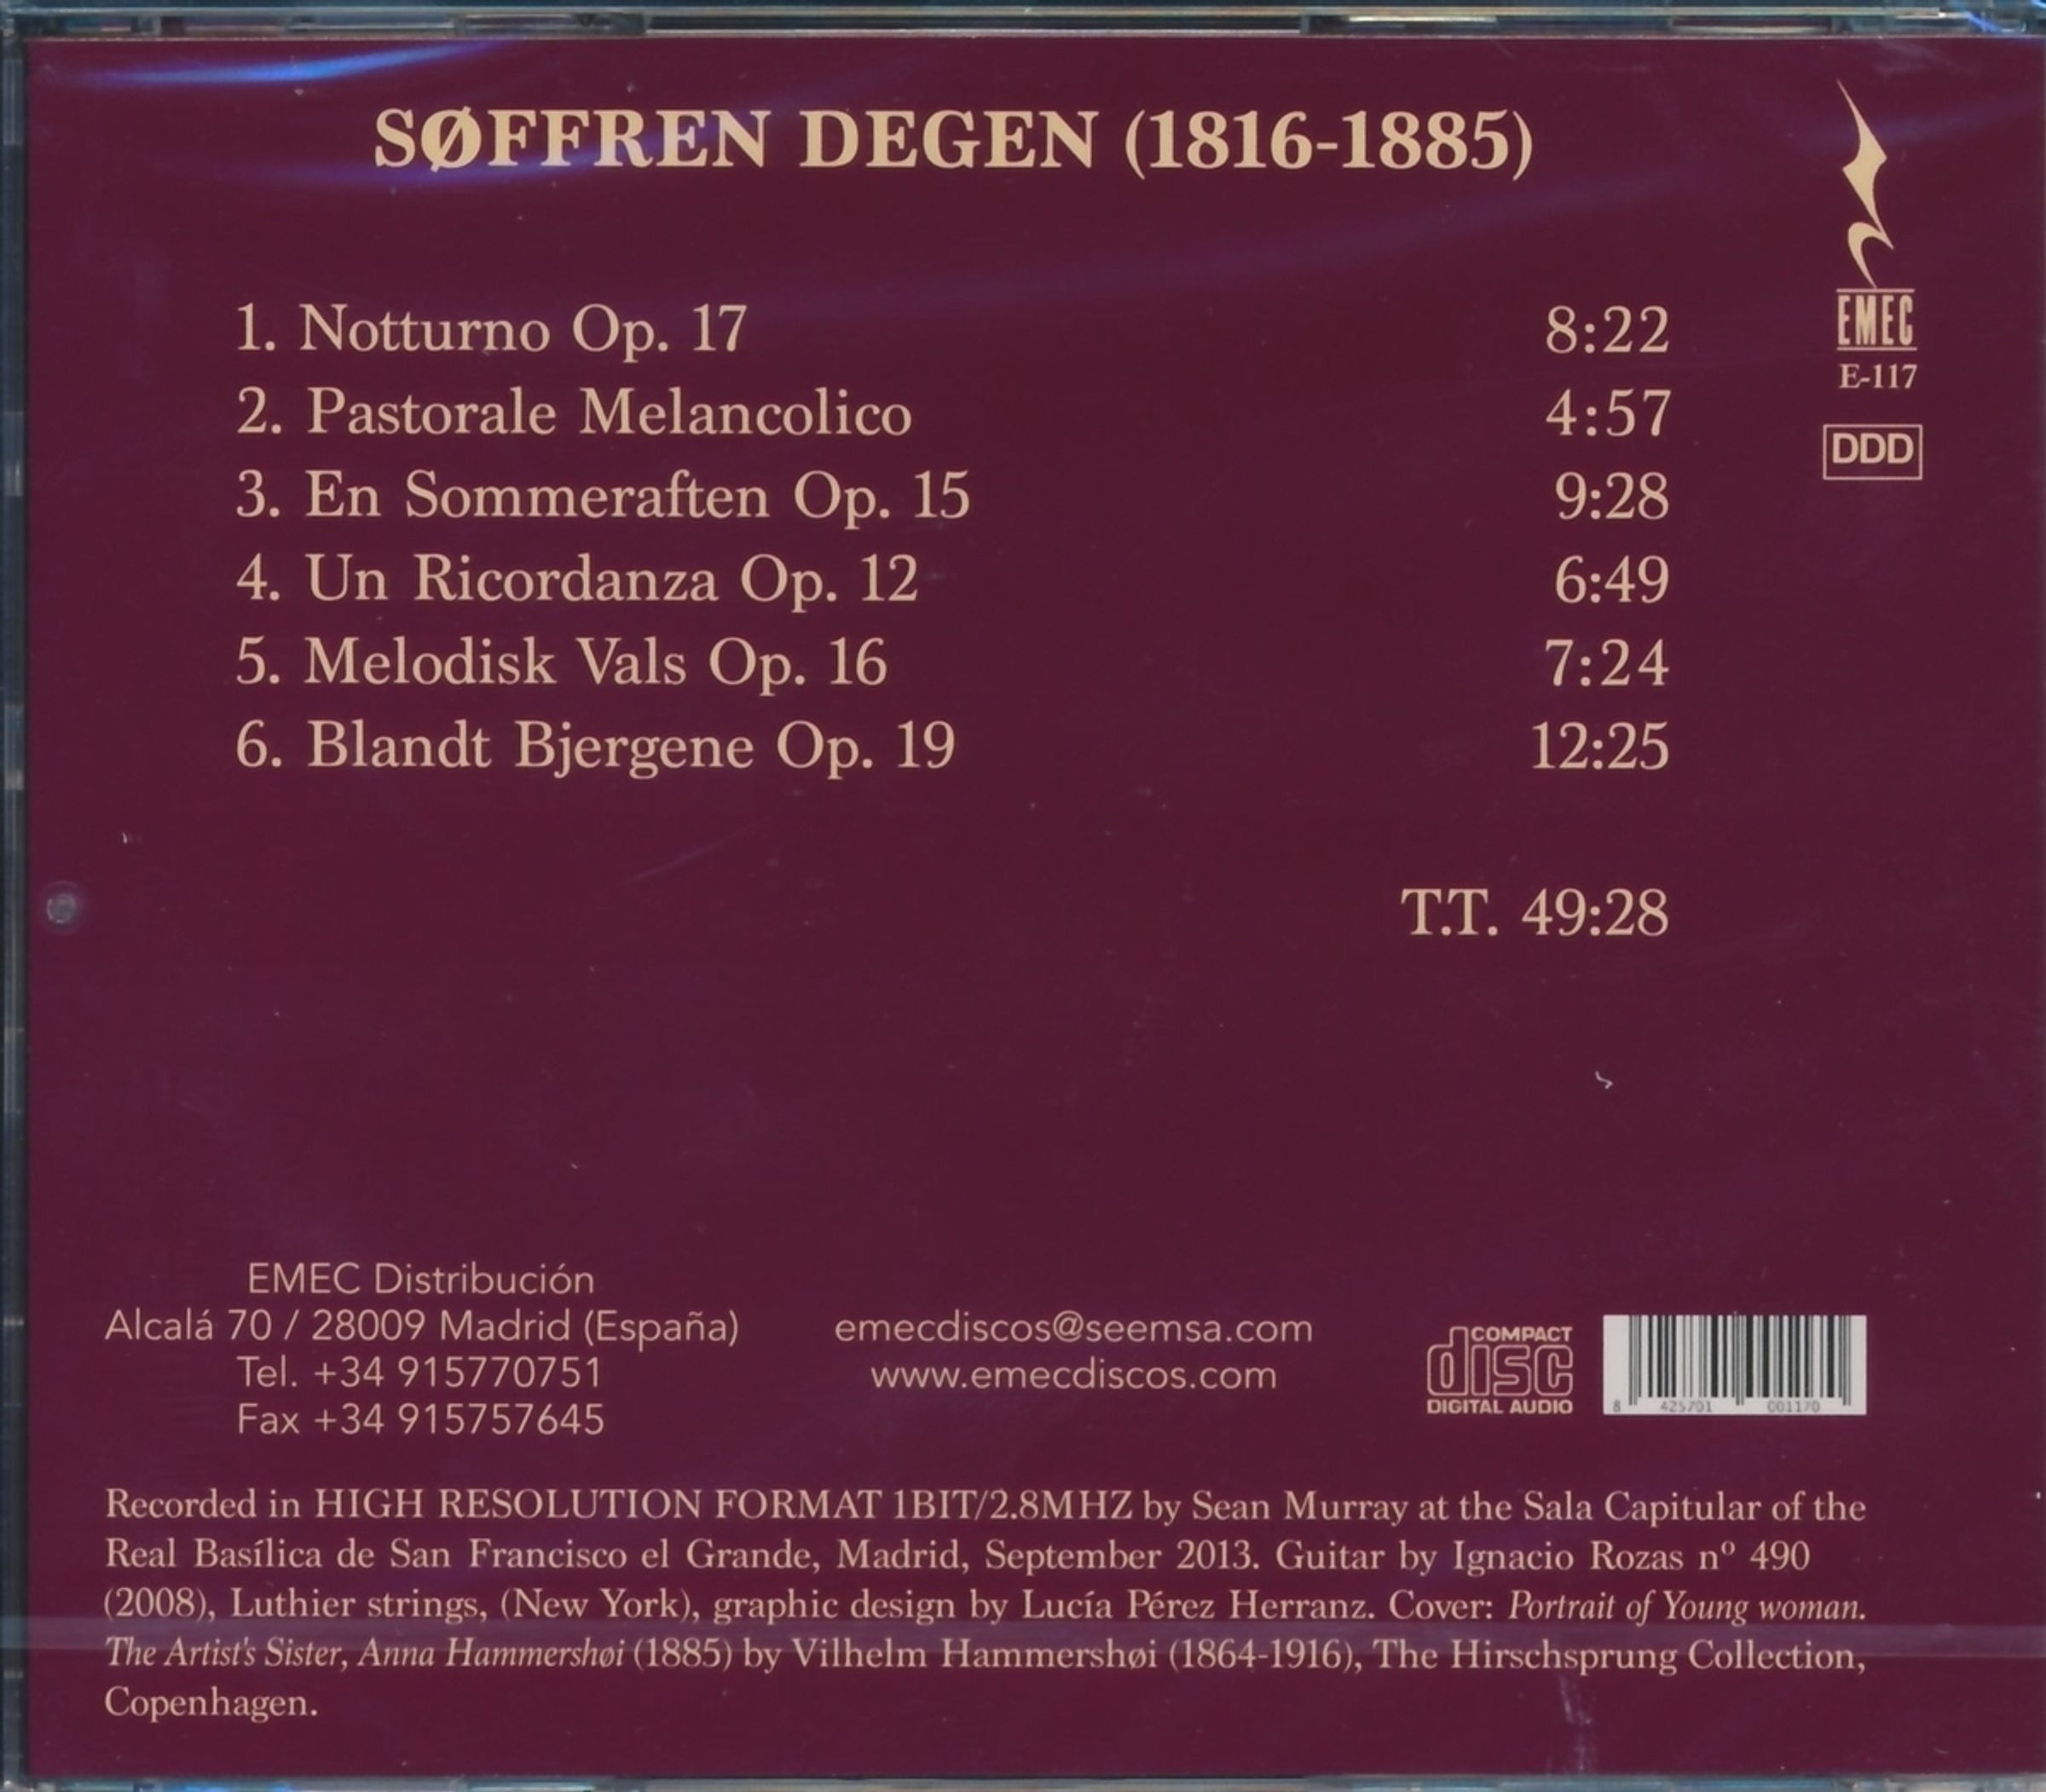 SØFFREN DEGEN (1816-1885)
1. Notturno Op. 17 8:22
2. Pastorale Melancolico 4:57
3. En Sommeraften Op. 15 9:28
4. Un Ricordanza Op. 12 6:49
5. Melodisk Vals Op. 16 7:24
6. Blandt Bjergene Op. 19 12:25
T.T. 49:28
EMEC
E-117
DDD
EMEC Distribución
Alcalá 70 / 28009 Madrid (España)
Tel. +34 915770751
Fax +34 915757645
emecdiscos@seemsa.com
www.emecdiscos.com
COMPACT
disc
DIGITAL AUDIO
8 425701 001170
Recorded in HIGH RESOLUTION FORMAT 1BIT/2.8MHZ by Sean Murray at the Sala Capitular of the
Real Basílica de San Francisco el Grande, Madrid, September 2013. Guitar by Ignacio Rozas nº 490
(2008), Luthier strings, (New York), graphic design by Lucía Pérez Herranz. Cover: Portrait of Young woman.
The Artist's Sister, Anna Hammershøi (1885) by Vilhelm Hammershøi (1864-1916), The Hirschsprung Collection,
Copenhagen.